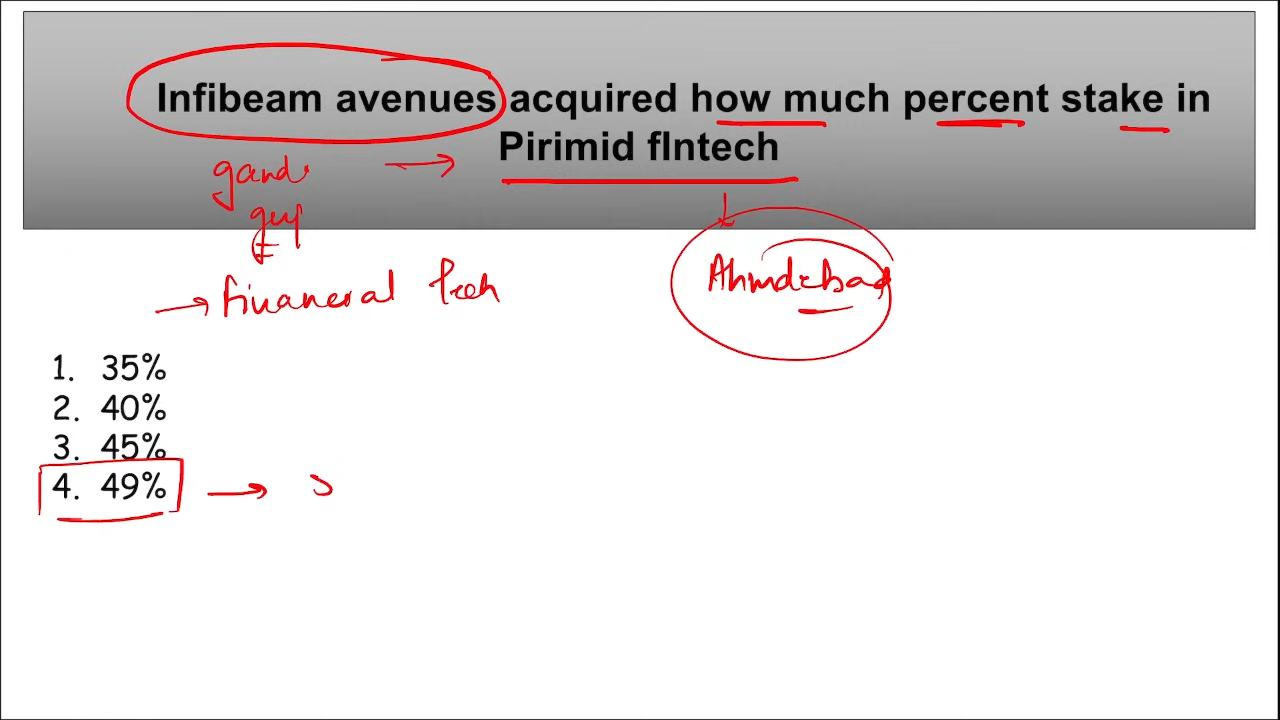 Infibeam avenues acquired how much percent stake in
Pirimid fIntech
gand
guj
Ahmdabad
Financial Tech
1. 35%
2. 40%
3. 45%
4. 49%